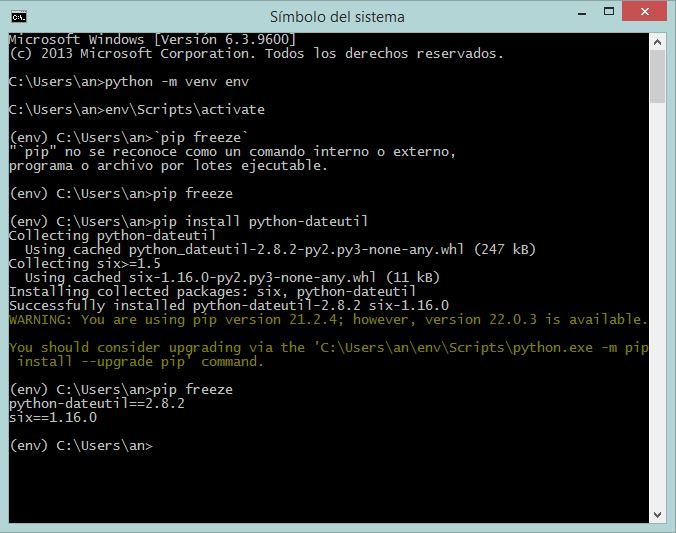 Símbolo del sistema
Microsoft Windows [Versión 6.3.9600]
(c) 2013 Microsoft Corporation. Todos los derechos reservados.
C:\Users\an>python -m venv env
C:\Users\an>env\Scripts\activate
(env) C:\Users\an>`pip freeze`
"`pip" no se reconoce como un comando interno o externo,
programa o archivo por lotes ejecutable.
(env) C:\Users\an>pip freeze
(env) C:\Users\an>pip install python-dateutil
Collecting python-dateutil
  Using cached python_dateutil-2.8.2-py2.py3-none-any.whl (247 kB)
Collecting six>=1.5
  Using cached six-1.16.0-py2.py3-none-any.whl (11 kB)
Installing collected packages: six, python-dateutil
Successfully installed python-dateutil-2.8.2 six-1.16.0
WARNING: You are using pip version 21.2.4; however, version 22.0.3 is available.
You should consider upgrading via the 'C:\Users\an\env\Scripts\python.exe -m pip
 install --upgrade pip' command.
(env) C:\Users\an>pip freeze
python-dateutil==2.8.2
six==1.16.0
(env) C:\Users\an>